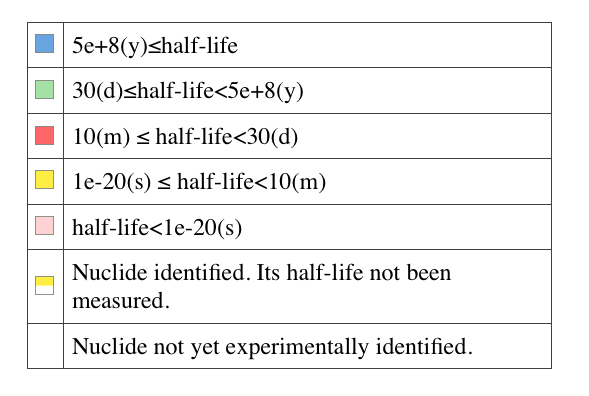 5e+8(y)≤half-life
30(d)≤half-life<5e+8(y)
10(m) ≤ half-life<30(d)
1e-20(s) ≤ half-life<10(m)
half-life<1e-20(s)
Nuclide identified. Its half-life not been
measured.
Nuclide not yet experimentally identified.